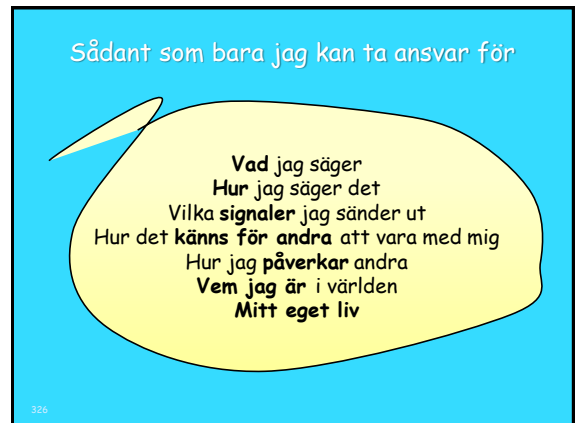 Sådant som bara jag kan ta ansvar för
Vad jag säger
Hur jag säger det
Vilka signaler jag sänder ut
Hur det känns för andra att vara med mig
Hur jag påverkar andra
Vem jag är i världen
Mitt eget liv
326